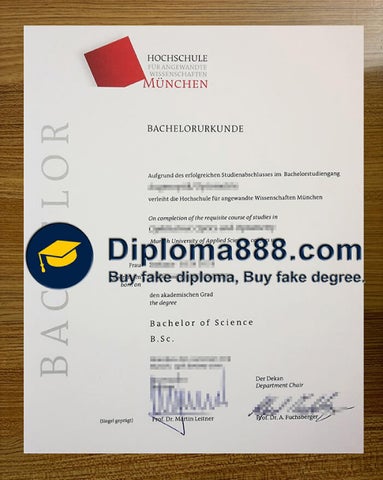 HOCHSCHULE
FÜR ANGEWANDTE
WISSENSCHAFTEN
MÜNCHEN
BACHELOR
BACHELORURKUNDE
Aufgrund des erfolgreichen Studienabschlusses im Bachelorstudiengang
verleiht die Hochschule für angewandte Wissenschaften München
On completion of the requisite course of studies in
Munich University of Applied
Diploma888.com
Frau
Buy fake diploma, Buy fake degree.
born on
den akademischen Grad
the degree
Bachelor of Science
B.Sc.
Der Dekan
Department Chair
(Siegel geprägt)
Prof. Dr. Martin Leitner
Prof. Dr. A. Fuchsberger